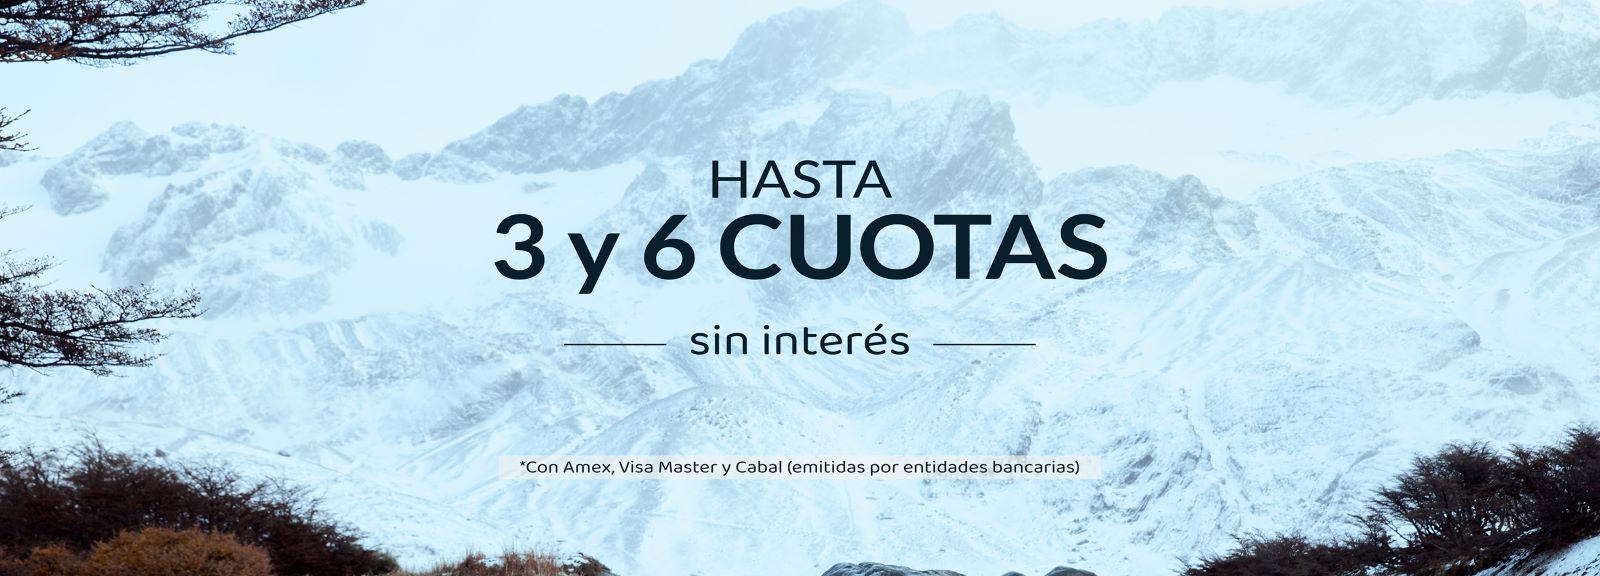 HASTA
3 y 6 CUOTAS
sin interés
*Con Amex, Visa Master y Cabal (emitidas por entidades bancarias)